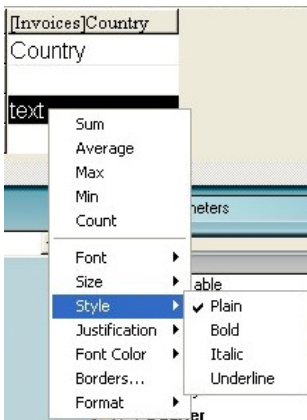 [Invoices]Country
Country
text
Sum
Average
Max
Min
Count
Font
Size
Style
Justification
Font Color
Borders...
Format
Plain
Bold
Italic
Underline
meters
able
er